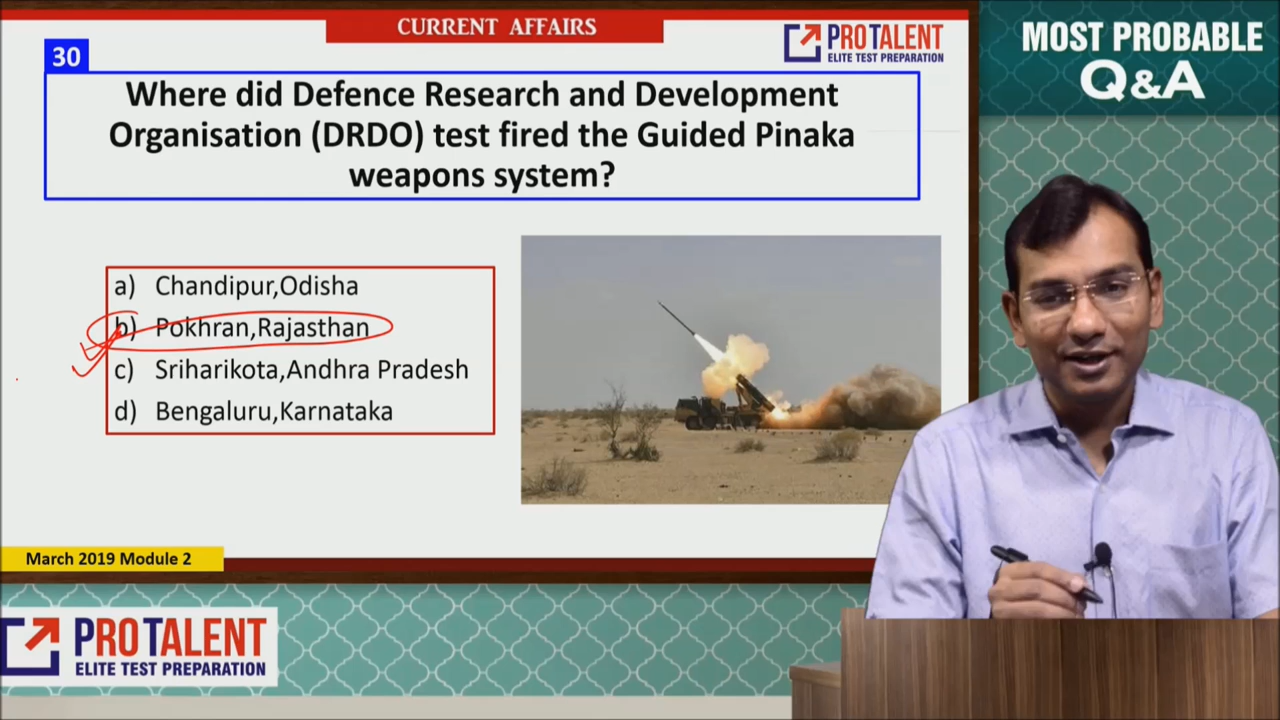 CURRENT AFFAIRS
PROTALENT
ELITE TEST PREPARATION
MOST PROBABLE
Q&A
30
Where did Defence Research and Development
Organisation (DRDO) test fired the Guided Pinaka
weapons system?
a) Chandipur,Odisha
b) Pokhran,Rajasthan
c) Sriharikota,Andhra Pradesh
d) Bengaluru,Karnataka
March 2019 Module 2
PROTALENT
ELITE TEST PREPARATION